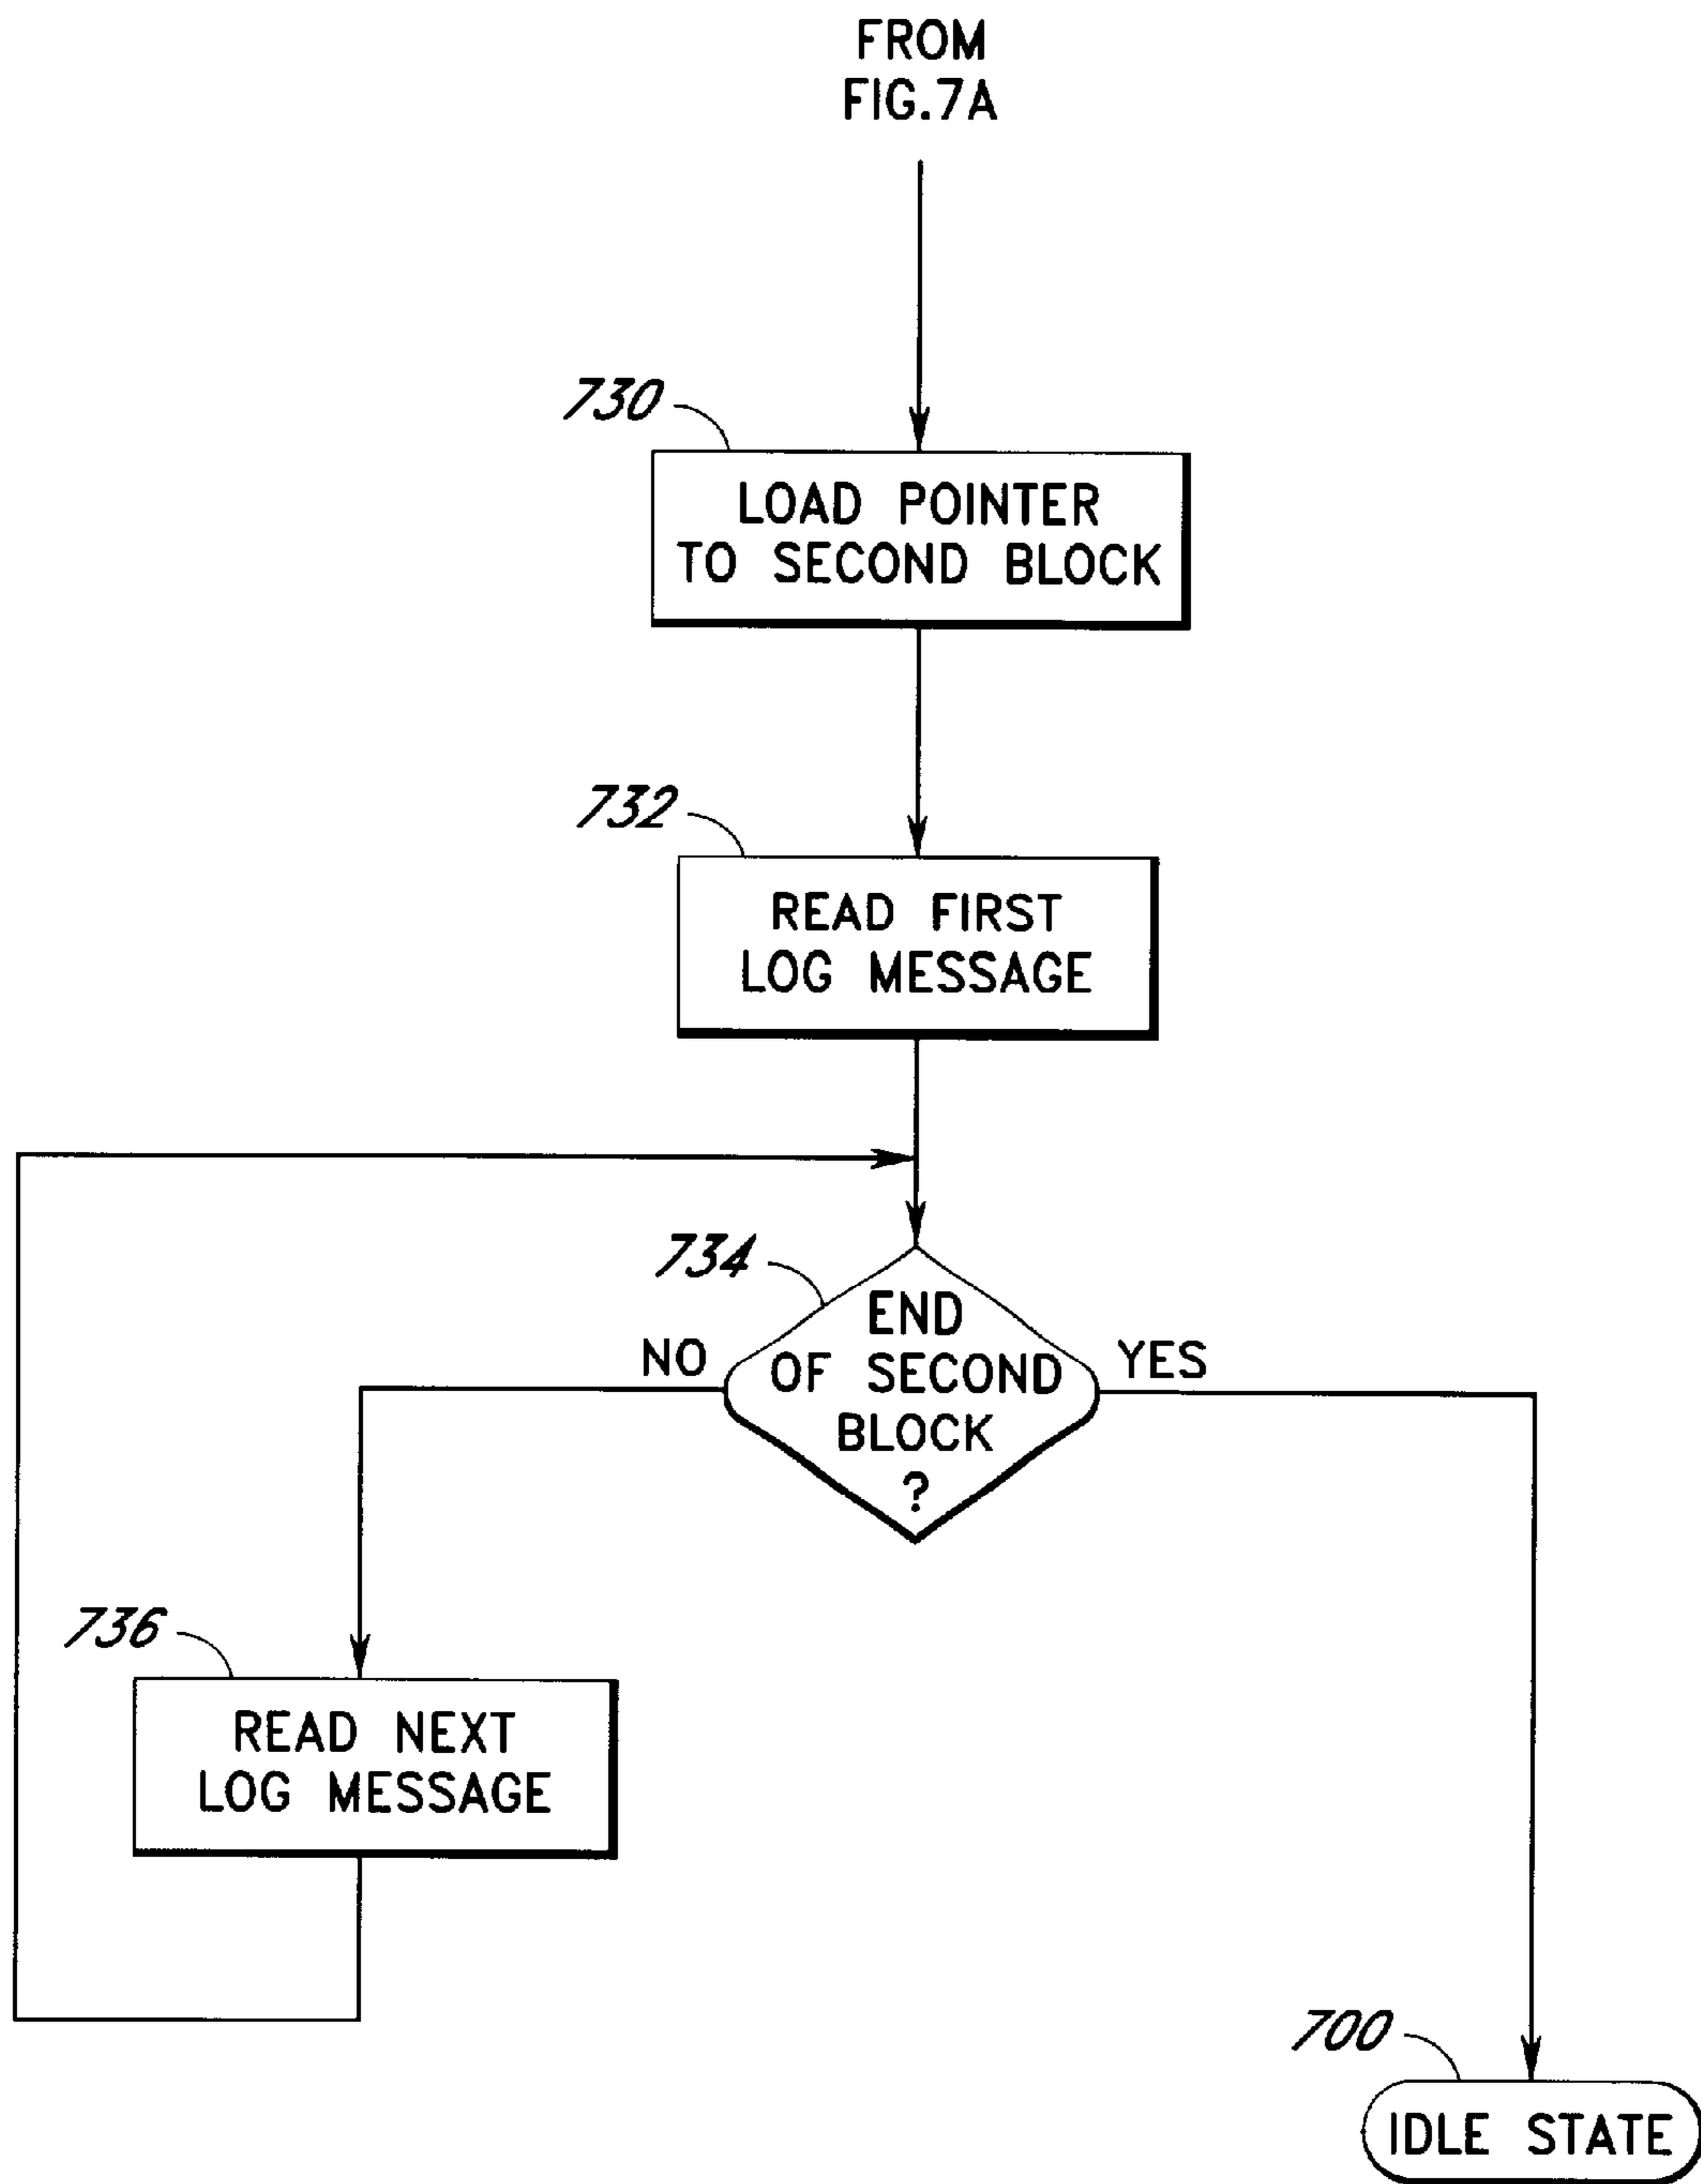 FROM
FIG.7A
730
LOAD POINTER
TO SECOND BLOCK
732
READ FIRST
LOG MESSAGE
734
END
OF SECOND
BLOCK
?
NO
YES
736
READ NEXT
LOG MESSAGE
700
IDLE STATE